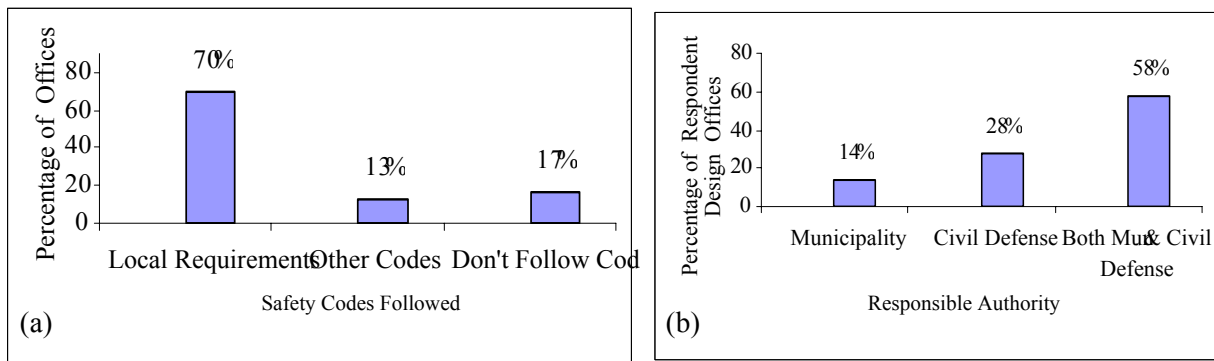 Percentage of Offices
80
60
40
20
0
70%
13%
17%
Local Requirements
Other Codes
Don't Follow Cod
Safety Codes Followed
(a)
Percentage of Respondent
Design Offices
80
60
40
20
0
14%
28%
58%
Municipality
Civil Defense
Both Mun& Civil
Defense
Responsible Authority
(b)